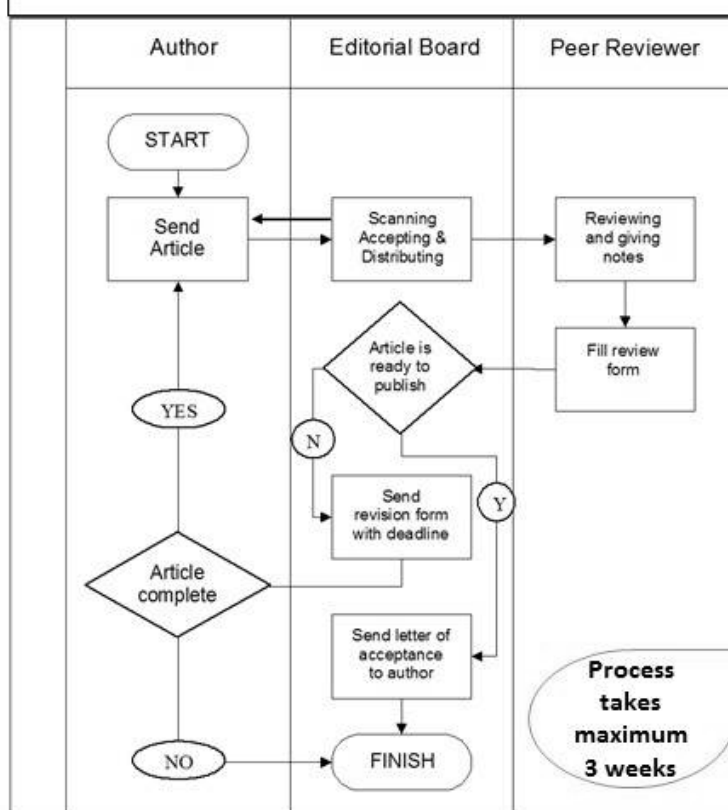 Author
Editorial Board
Peer Reviewer
START
Send
Article
Scanning
Accepting &
Distributing
Reviewing
and giving
notes
Article is
ready to
publish
Fill review
form
YES
N
Send
revision form
with deadline
Y
Article
complete
Send letter of
acceptance
to author
Process
takes
maximum
3 weeks
NO
FINISH